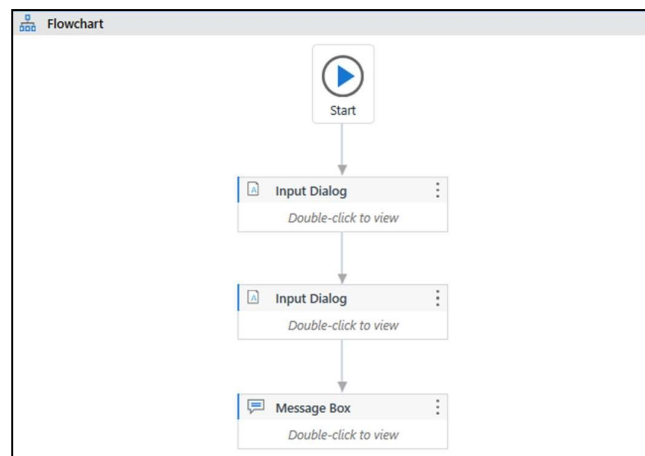 Flowchart
Start
Input Dialog
Double-click to view
Input Dialog
Double-click to view
Message Box
Double-click to view